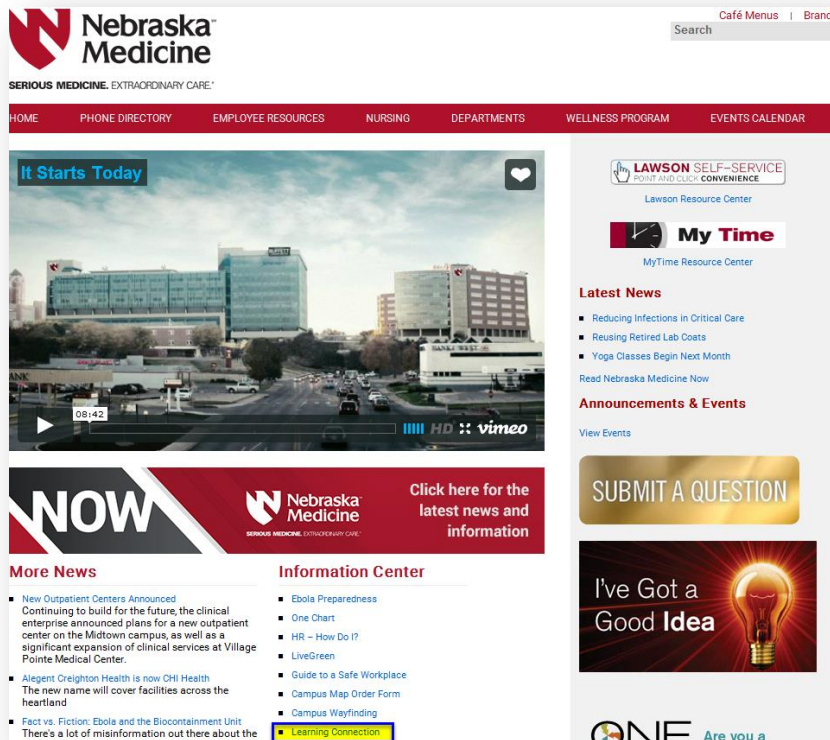 Nebraska
Medicine
SERIOUS MEDICINE. EXTRAORDINARY CARE.
Café Menus | Brand
Search
HOME PHONE DIRECTORY EMPLOYEE RESOURCES NURSING DEPARTMENTS WELLNESS PROGRAM EVENTS CALENDAR
It Starts Today
08:42
HD vimeo
NOW
Nebraska
Medicine
SERIOUS MEDICINE. EXTRAORDINARY CARE.
Click here for the
latest news and
information
More News
New Outpatient Centers Announced
Continuing to build for the future, the clinical
enterprise announced plans for a new outpatient
center on the Midtown campus, as well as a
significant expansion of clinical services at Village
Pointe Medical Center.
Alegent Creighton Health is now CHI Health
The new name will cover facilities across the
heartland
Fact vs. Fiction: Ebola and the Biocontainment Unit
There's a lot of misinformation out there about the
Information Center
Ebola Preparedness
One Chart
HR – How Do I?
LiveGreen
Guide to a Safe Workplace
Campus Map Order Form
Campus Wayfinding
Learning Connection
LAWSON SELF-SERVICE
POINT AND CLICK CONVENIENCE
Lawson Resource Center
My Time
MyTime Resource Center
Latest News
Reducing Infections in Critical Care
Reusing Retired Lab Coats
Yoga Classes Begin Next Month
Read Nebraska Medicine Now
Announcements & Events
View Events
SUBMIT A QUESTION
I've Got a
Good Idea
ONE
Are you a